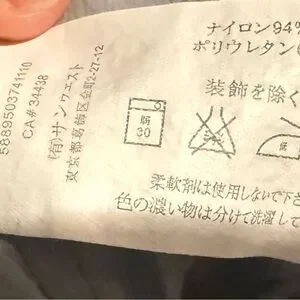 ナイロン94%
ポリウレタン
装飾を除く
30
低
柔軟剤は使用しないで下さ
色の濃い物は分けて洗濯して
5889503741110
CA# 34438
(有)サンウエスト
東京都葛飾区金町2-27-12